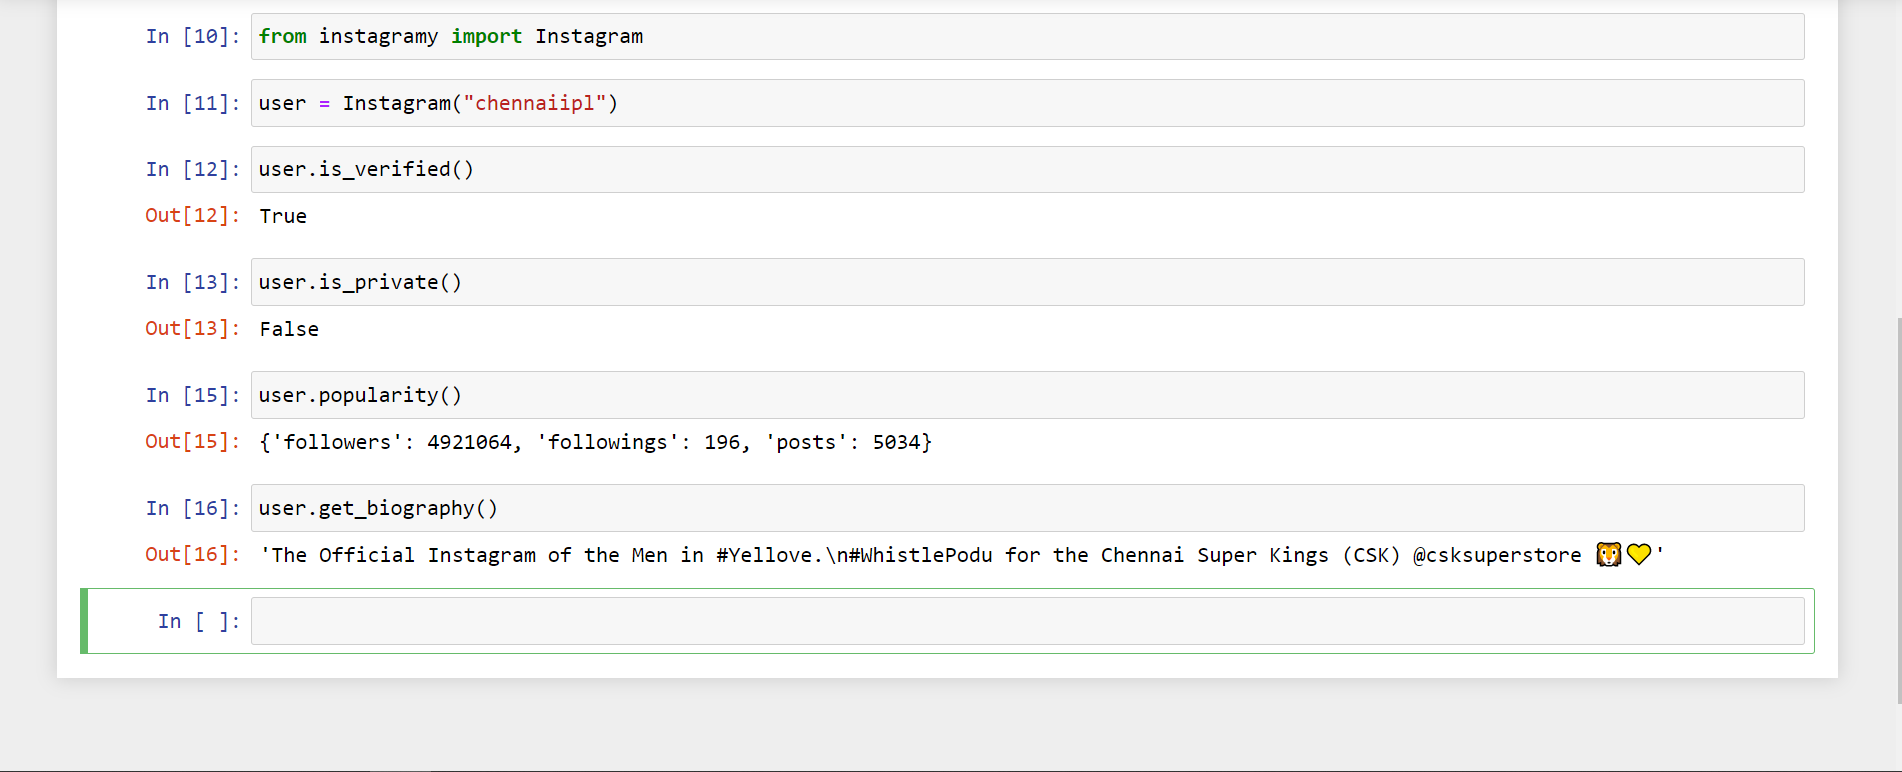 In [10]: from instagramy import Instagram
In [11]: user = Instagram("chennaiipl")
In [12]: user.is_verified()
Out[12]: True
In [13]: user.is_private()
Out[13]: False
In [15]: user.popularity()
Out[15]: {'followers': 4921064, 'followings': 196, 'posts': 5034}
In [16]: user.get_biography()
Out[16]: 'The Official Instagram of the Men in #Yellove.\n#WhistlePodu for the Chennai Super Kings (CSK) @csksuperstore 🦁💛'
In [ ]: